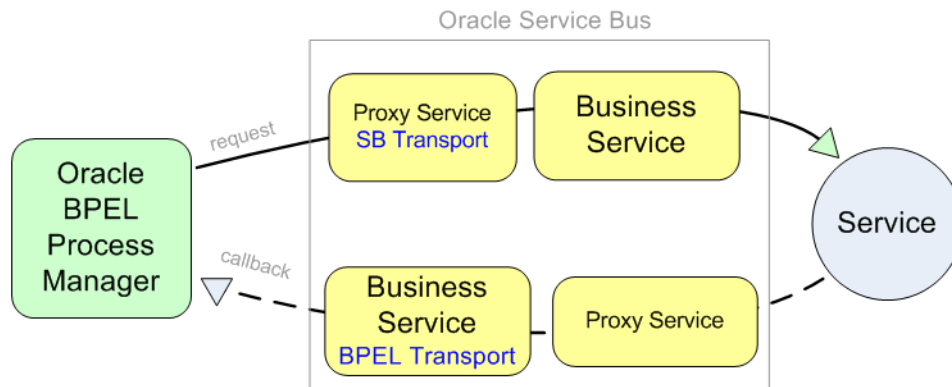 Oracle Service Bus
Proxy Service
SB Transport
Business
Service
request
Oracle
BPEL
Process
Manager
Service
callback
Business
Service
BPEL Transport
Proxy Service